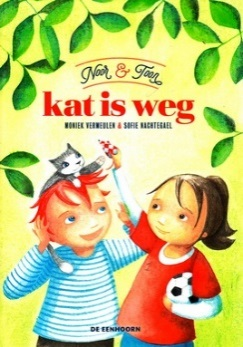 Noor & Toon
kat is weg
MONIEK VERMEULEN & SOFIE NACHTEGAEL
DE EENHOORN